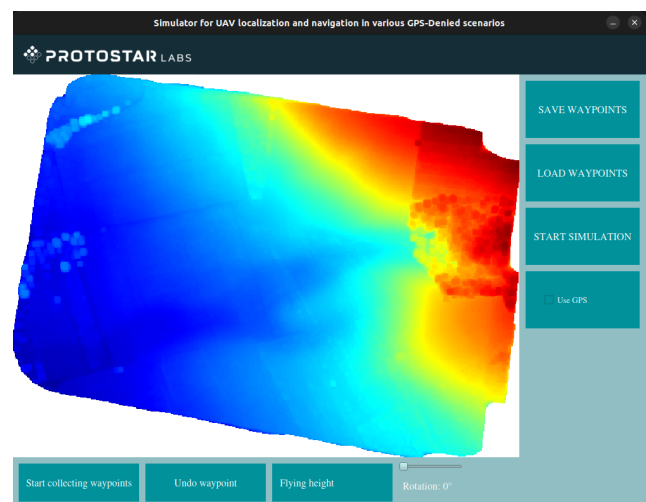 Simulator for UAV localization and navigation in various GPS-Denied scenarios
PROTOSTAR LABS
SAVE WAYPOINTS
LOAD WAYPOINTS
START SIMULATION
Use GPS
Start collecting waypoints
Undo waypoint
Flying height
Rotation: 0°